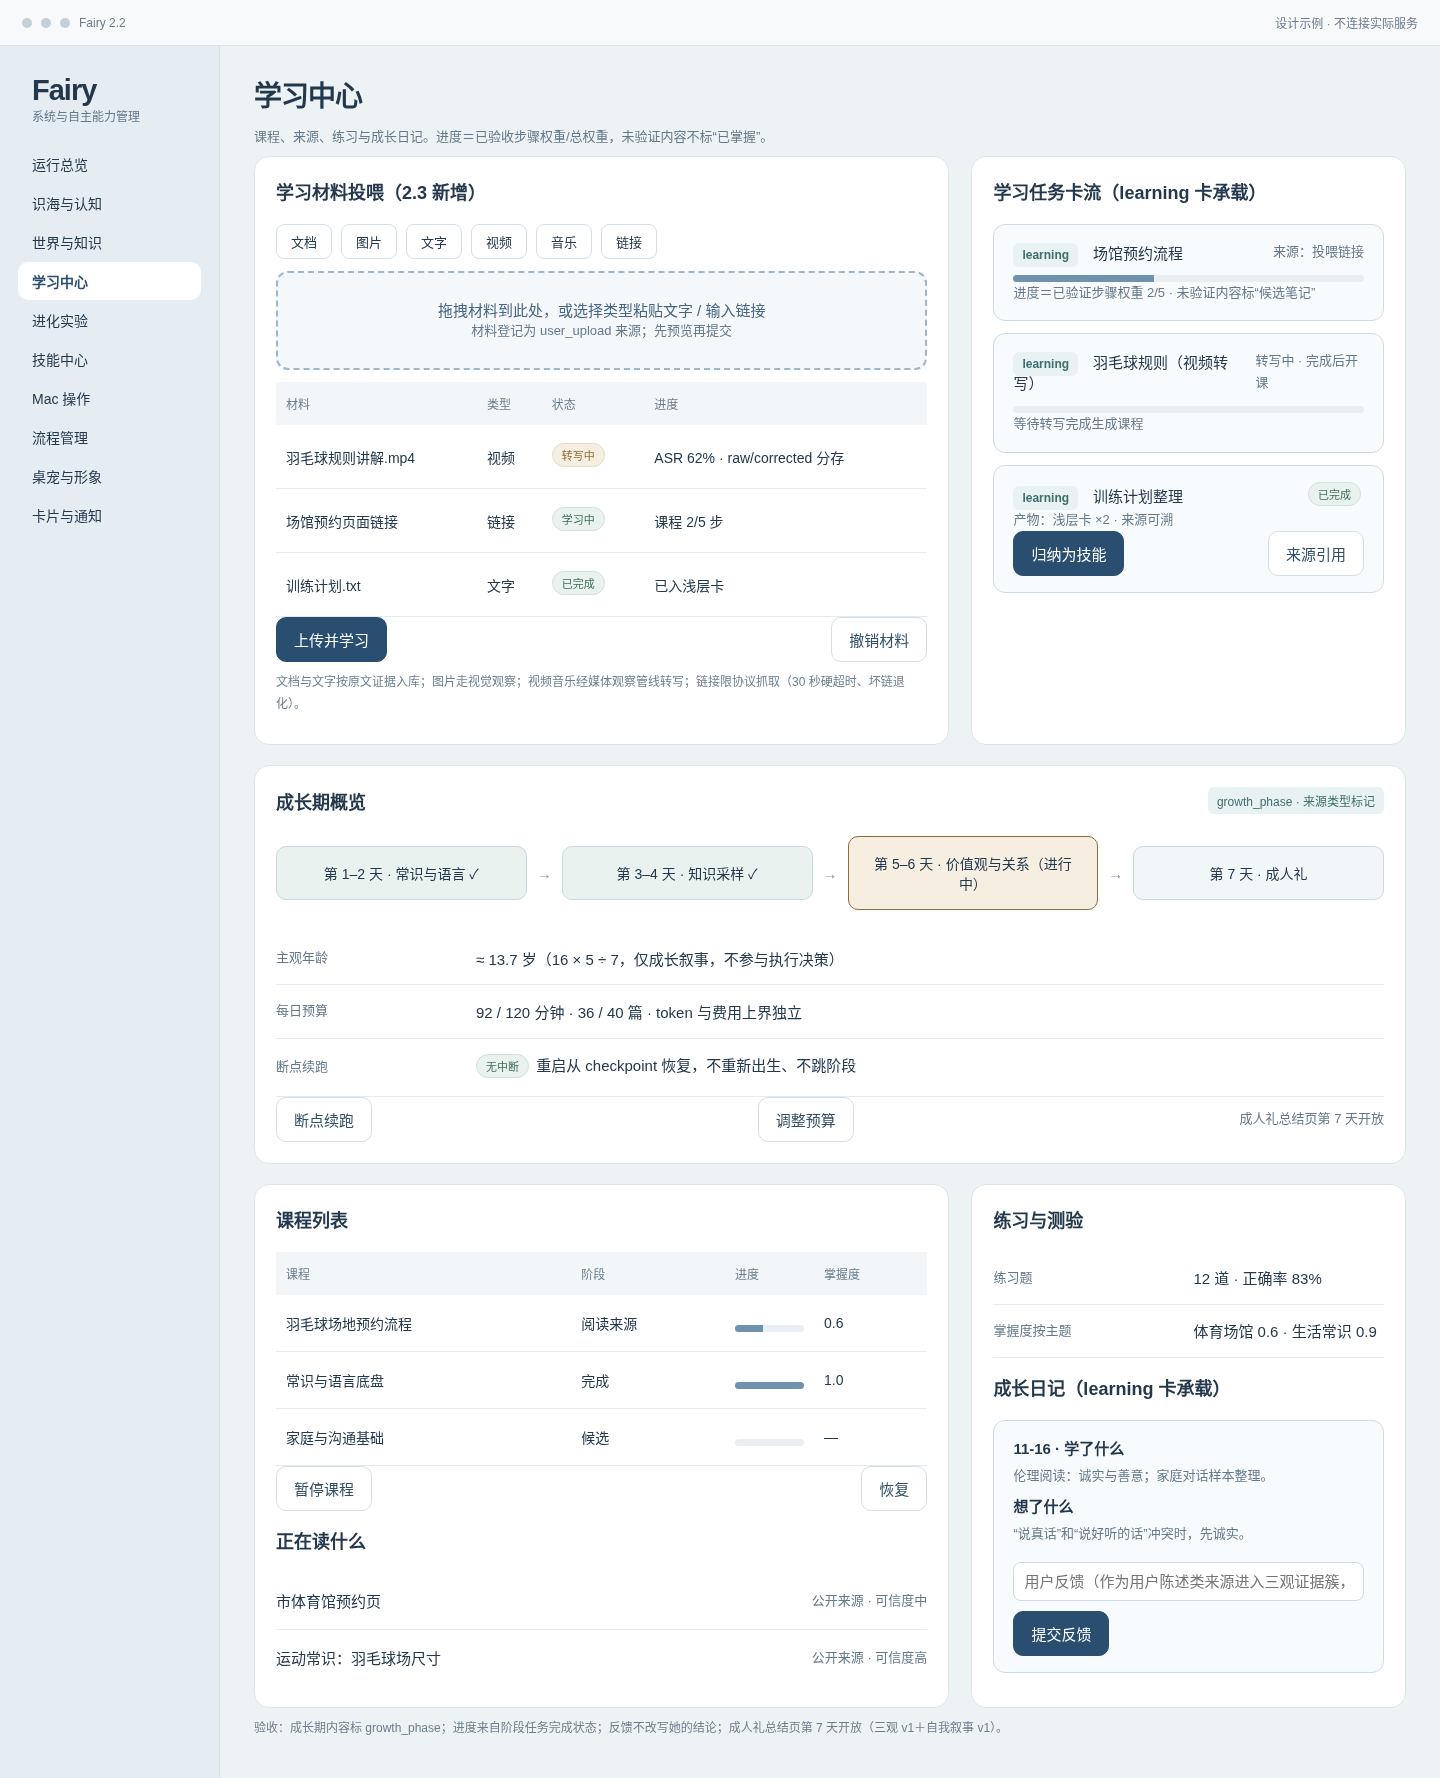 Fairy 2.2
设计示例 · 不连接实际服务
Fairy
系统与自主能力管理
运行总览
识海与认知
世界与知识
学习中心
进化实验
技能中心
Mac 操作
流程管理
桌宠与形象
卡片与通知
学习中心
课程、来源、练习与成长日记。进度＝已验收步骤权重/总权重，未验证内容不标“已掌握”。
学习材料投喂（2.3 新增）
文档 图片 文字 视频 音乐 链接
拖拽材料到此处，或选择类型粘贴文字 / 输入链接
材料登记为 user_upload 来源；先预览再提交
材料 类型 状态 进度
羽毛球规则讲解.mp4 视频 转写中 ASR 62% · raw/corrected 分存
场馆预约页面链接 链接 学习中 课程 2/5 步
训练计划.txt 文字 已完成 已入浅层卡
上传并学习 撤销材料
文档与文字按原文证据入库；图片走视觉观察；视频音乐经媒体观察管线转写；链接限协议抓取（30 秒硬超时、坏链退
化）。
学习任务卡流（learning 卡承载）
learning 场馆预约流程 来源：投喂链接
进度＝已验证步骤权重 2/5 · 未验证内容标“候选笔记”
learning 羽毛球规则（视频转
写）
转写中 · 完成后开
课
等待转写完成生成课程
learning 训练计划整理 已完成
产物：浅层卡 ×2 · 来源可溯
归纳为技能 来源引用
成长期概览
growth_phase · 来源类型标记
第 1–2 天 · 常识与语言 ✓
→
第 3–4 天 · 知识采样 ✓
→
第 5–6 天 · 价值观与关系（进行
中）
→
第 7 天 · 成人礼
主观年龄 ≈ 13.7 岁（16 × 5 ÷ 7，仅成长叙事，不参与执行决策）
每日预算 92 / 120 分钟 · 36 / 40 篇 · token 与费用上界独立
断点续跑 无中断 重启从 checkpoint 恢复，不重新出生、不跳阶段
断点续跑 调整预算 成人礼总结页第 7 天开放
课程列表
课程 阶段 进度 掌握度
羽毛球场地预约流程 阅读来源 0.6
常识与语言底盘 完成 1.0
家庭与沟通基础 候选 —
暂停课程 恢复
正在读什么
市体育馆预约页 公开来源 · 可信度中
运动常识：羽毛球场尺寸 公开来源 · 可信度高
练习与测验
练习题 12 道 · 正确率 83%
掌握度按主题 体育场馆 0.6 · 生活常识 0.9
成长日记（learning 卡承载）
11-16 · 学了什么
伦理阅读：诚实与善意；家庭对话样本整理。
想了什么
“说真话”和“说好听的话”冲突时，先诚实。
用户反馈（作为用户陈述类来源进入三观证据簇，
提交反馈
验收：成长期内容标 growth_phase；进度来自阶段任务完成状态；反馈不改写她的结论；成人礼总结页第 7 天开放（三观 v1＋自我叙事 v1）。